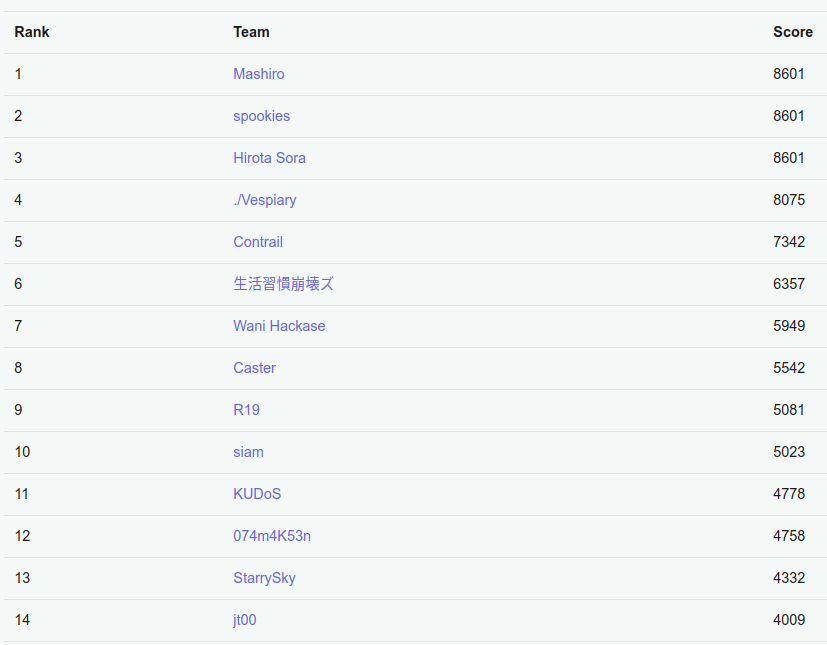 Rank Team Score
1 Mashiro 8601
2 spookies 8601
3 Hirota Sora 8601
4 ./Vespiary 8075
5 Contrail 7342
6 生活習慣崩壊ズ 6357
7 Wani Hackase 5949
8 Caster 5542
9 R19 5081
10 siam 5023
11 KUDoS 4778
12 074m4K53n 4758
13 StarrySky 4332
14 jt00 4009